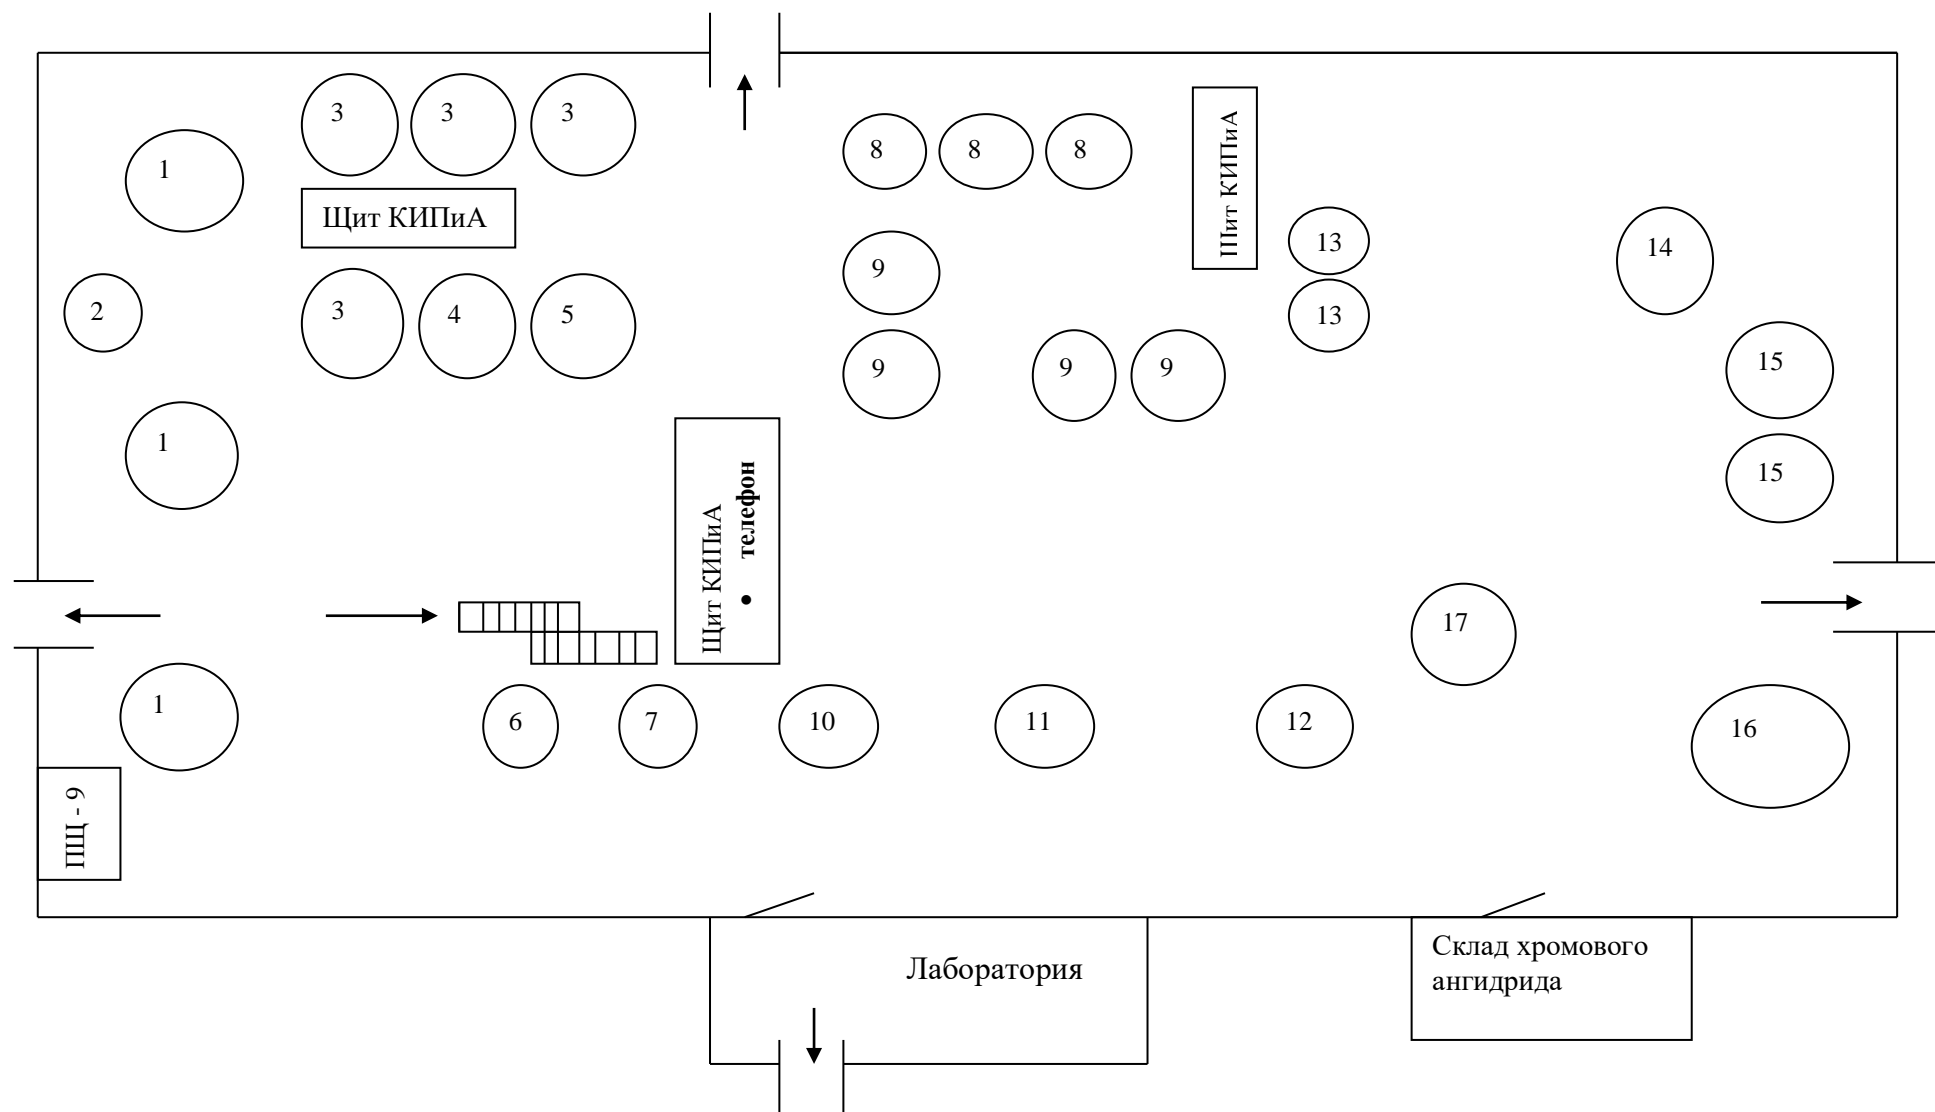 3 3 3
1
8 8 8
Щит КИПиА
Щит КИПиА
13
14
9
2
3 4 5
13
9 9 9
15
1
15
Щит КИПиА
• телефон
17
1
6 7 10 11 12
16
ПЩ - 9
Лаборатория
Склад хромового
ангидрида